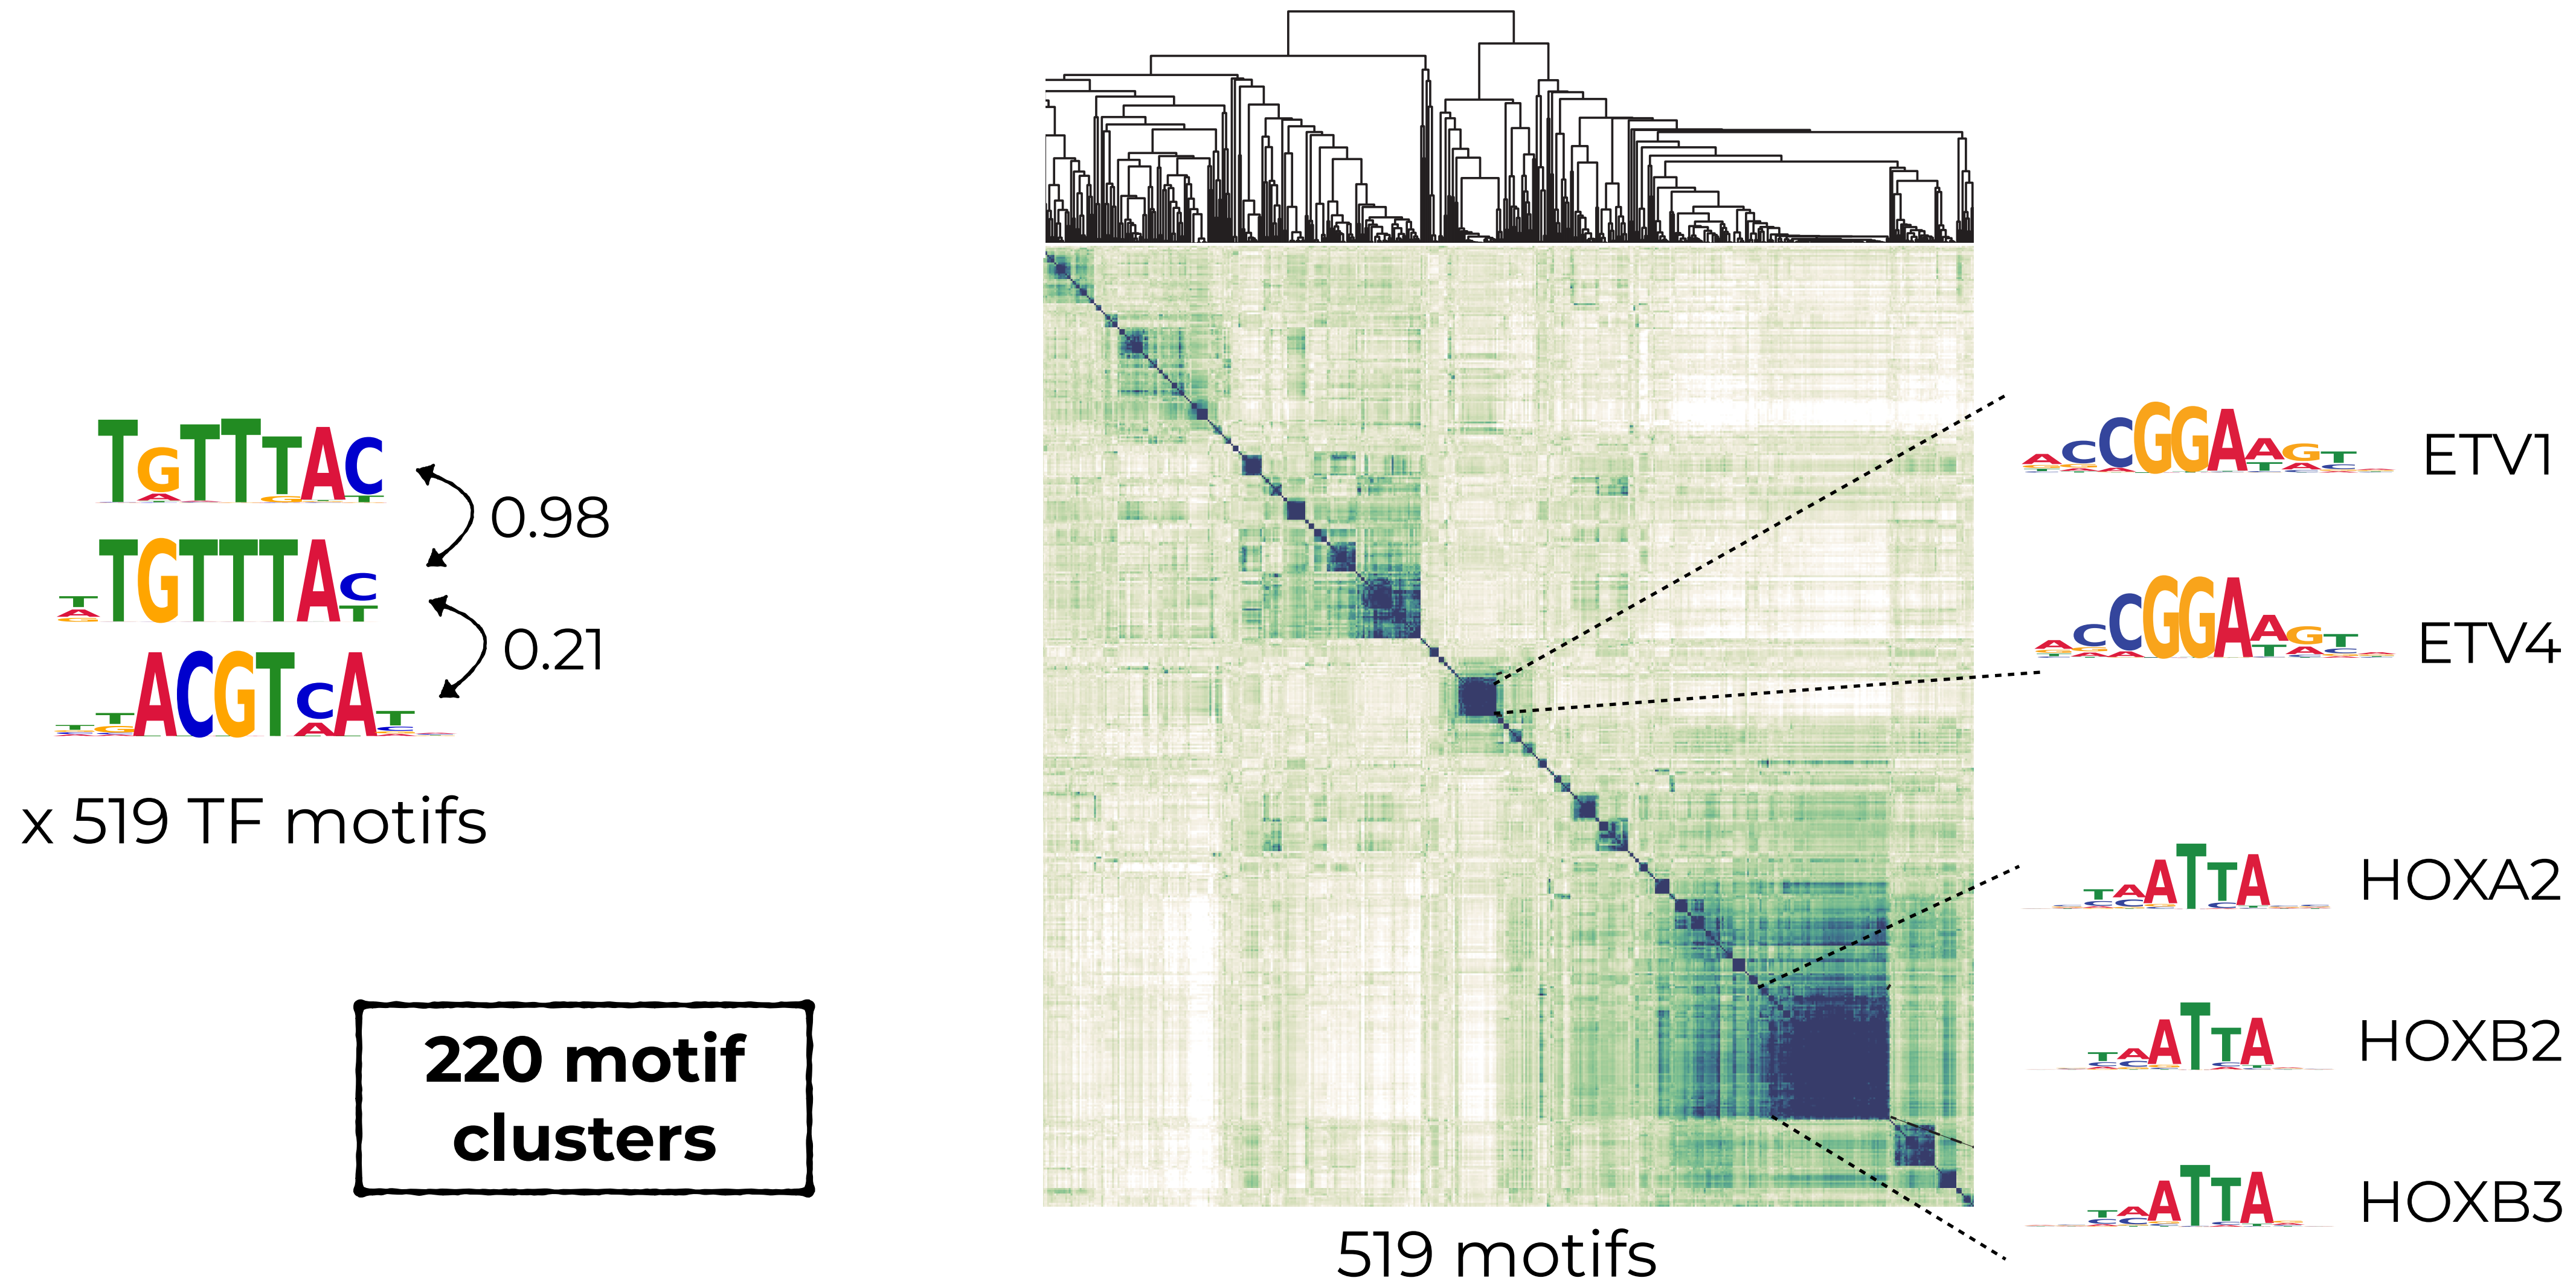 TGTTTAC
0.98
TGTTTAC
0.21
ACGTCA
x 519 TF motifs
220 motif
clusters
519 motifs
ACCGGAAGT ETV1
ACCGGAAGT ETV4
TAATTA HOXA2
TAATTA HOXB2
TAATTA HOXB3